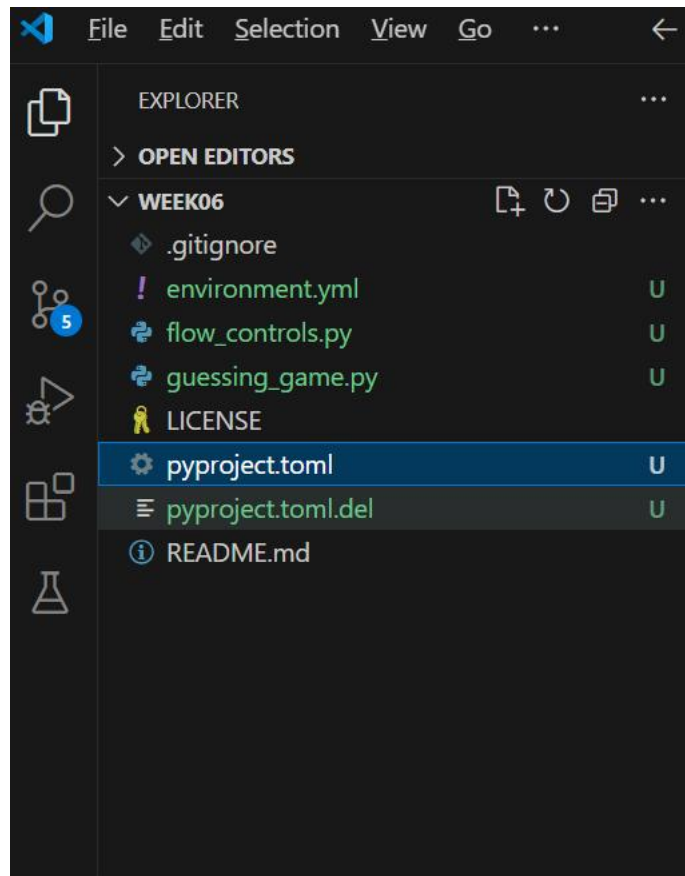 File Edit Selection View Go ... ←
EXPLORER ...
> OPEN EDITORS
WEEK06 ...
.gitignore
! environment.yml U
flow_controls.py U
guessing_game.py U
5
LICENSE
pyproject.toml U
pyproject.toml.del U
README.md